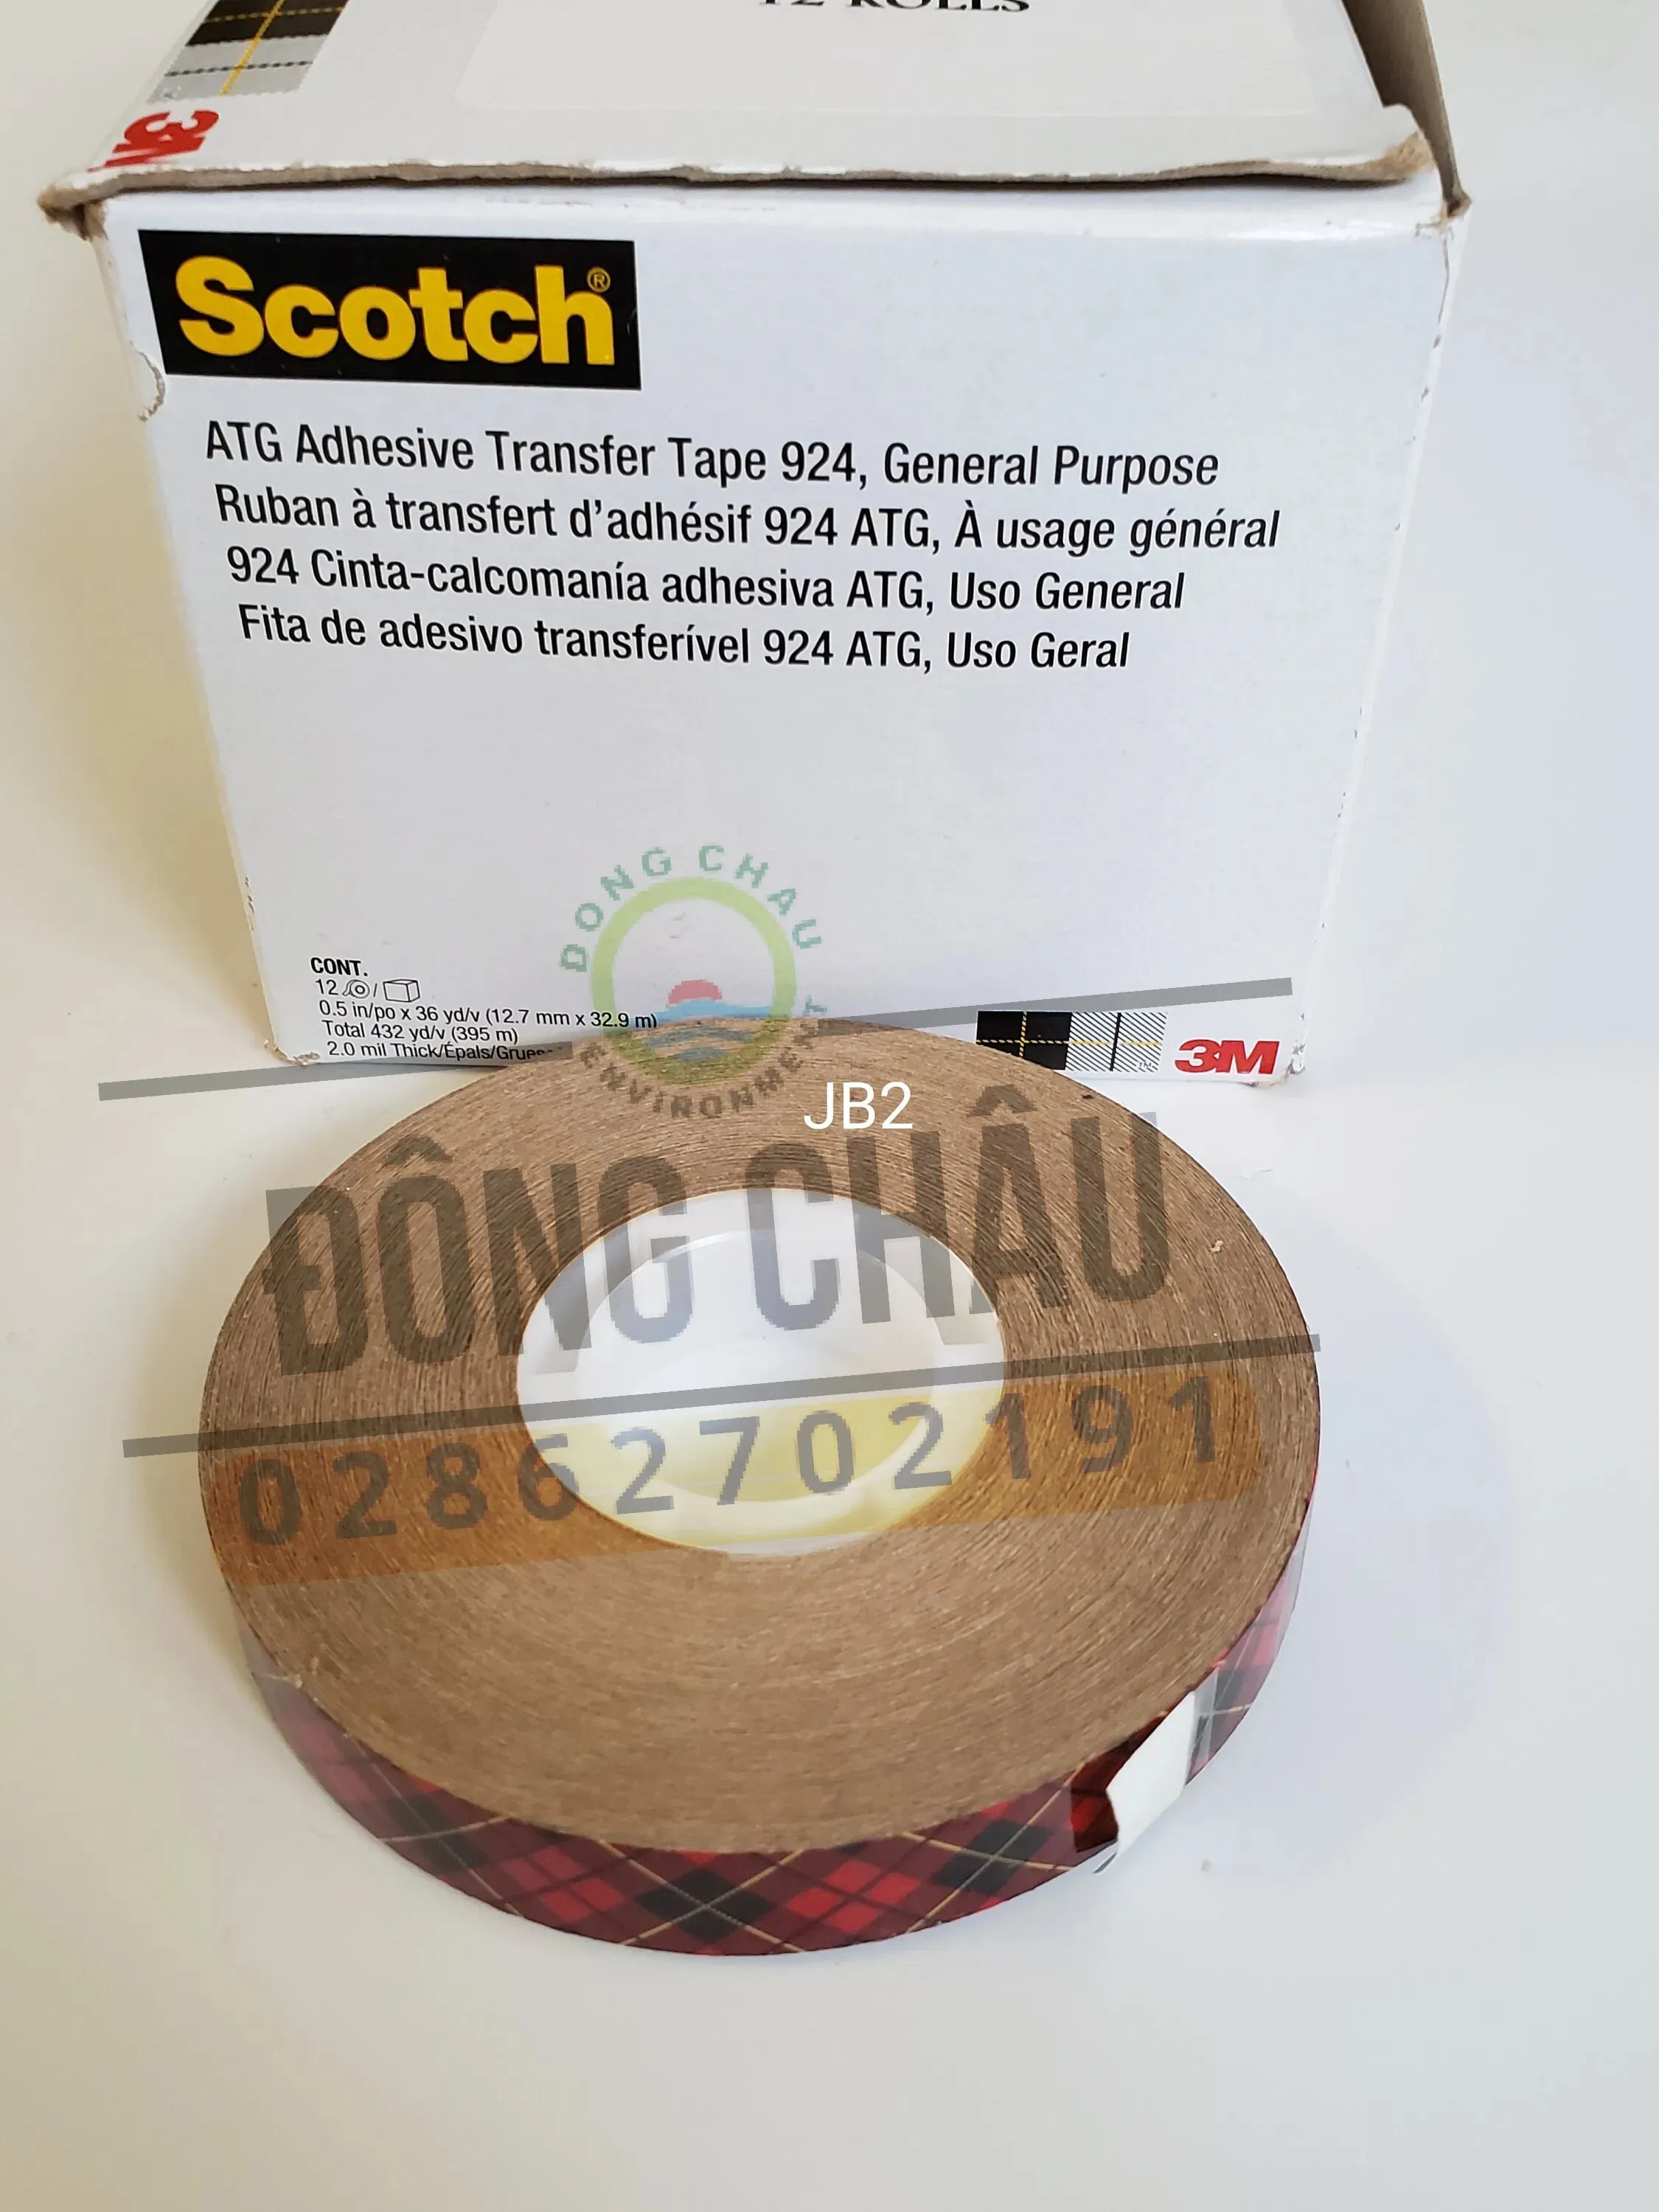 12 ROLLS
3M
Scotch®
ATG Adhesive Transfer Tape 924, General Purpose
Ruban à transfert d'adhésif 924 ATG, À usage général
924 Cinta-calcomanía adhesiva ATG, Uso General
Fita de adesivo transferível 924 ATG, Uso Geral
DONG CHAU
ENVIRONMENT
CONT.
12 /
0.5 in/po x 36 yd/v (12.7 mm x 32.9 m)
Total 432 yd/v (395 m)
2.0 mil Thick/Épais/Grues
3M
JB2
ĐÔNG CHÂU
02862702191